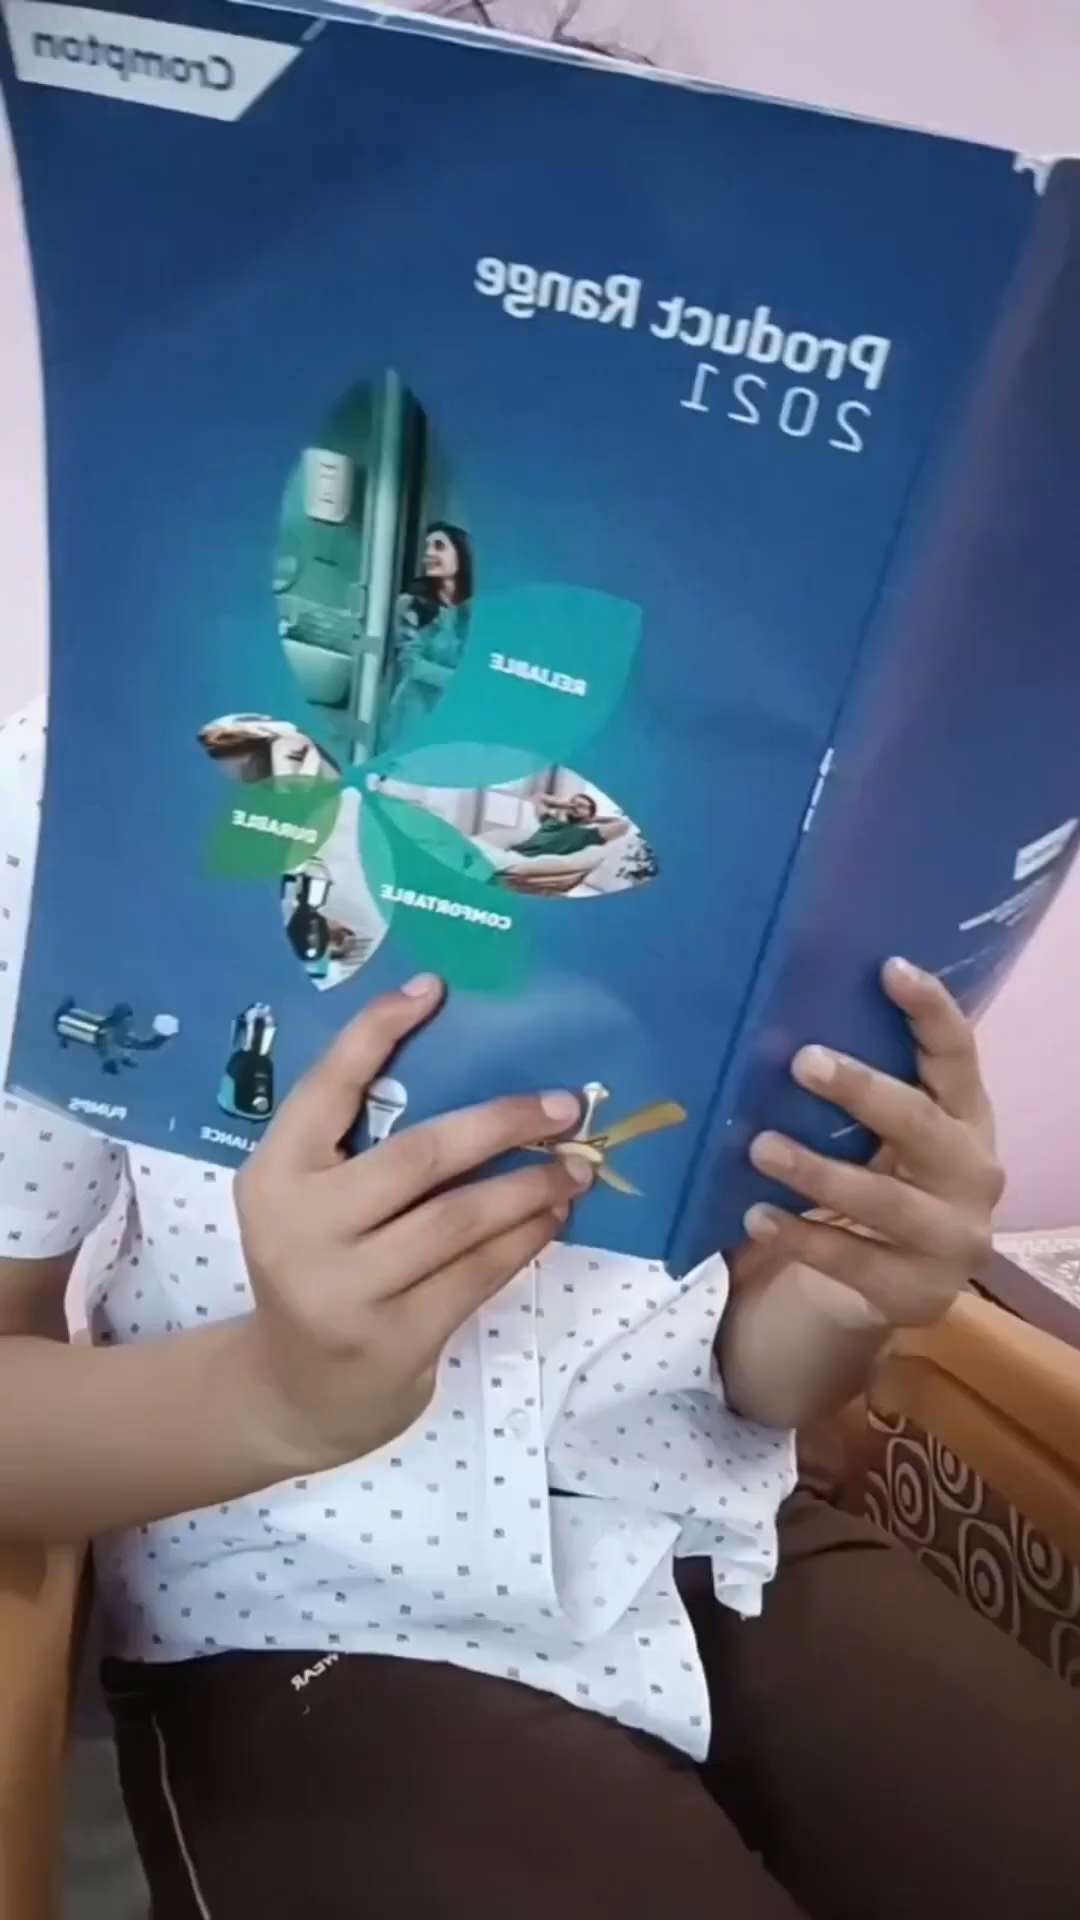 Crompton
Product Range
2021
RELIABLE
DURABLE
COMFORTABLE
PUMPS |